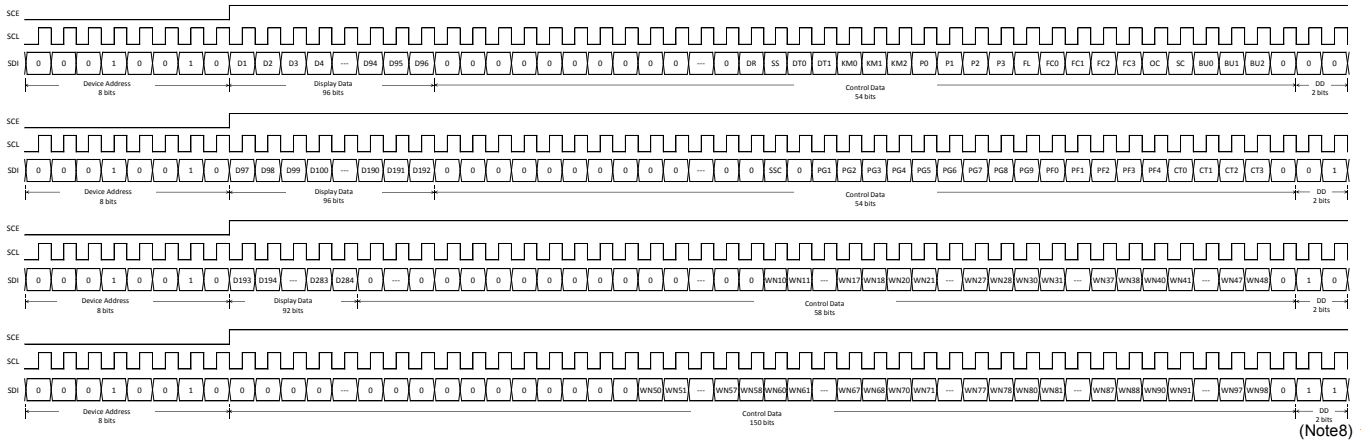 SCE
SCL
SDI 0 0 0 1 0 0 1 0 D1 D2 D3 D4 --- D94 D95 D96 0 0 0 0 0 0 0 0 0 0 --- 0 DR SS DT0 DT1 KM0 KM1 KM2 P0 P1 P2 P3 FL FC0 FC1 FC2 FC3 OC SC BU0 BU1 BU2 0 0 0
Device Address Display Data Control Data DD
8 bits 96 bits 54 bits 2 bits
SCE
SCL
SDI 0 0 0 1 0 0 1 0 D97 D98 D99 D100 --- D190 D191 D192 0 0 0 0 0 0 0 0 0 0 --- 0 0 SSC 0 PG1 PG2 PG3 PG4 PG5 PG6 PG7 PG8 PG9 PF0 PF1 PF2 PF3 PF4 CT0 CT1 CT2 CT3 0 0 1
Device Address Display Data Control Data DD
8 bits 96 bits 54 bits 2 bits
SCE
SCL
SDI 0 0 0 1 0 0 1 0 D193 D194 --- D283 D284 0 --- 0 0 0 0 0 0 0 0 0 0 0 --- 0 0 WN10 WN11 --- WN17 WN18 WN20 WN21 --- WN27 WN28 WN30 WN31 --- WN37 WN38 WN40 WN41 --- WN47 WN48 0 1 0
Device Address Display Data Control Data DD
8 bits 92 bits 58 bits 2 bits
SCE
SCL
SDI 0 0 0 1 0 0 1 0 0 0 0 0 --- 0 0 0 0 0 0 0 0 0 0 0 WN50 WN51 --- WN57 WN58 WN60 WN61 --- WN67 WN68 WN70 WN71 --- WN77 WN78 WN80 WN81 --- WN87 WN88 WN90 WN91 --- WN97 WN98 0 1 1
Device Address Control Data DD
8 bits 150 bits 2 bits
(Note8)